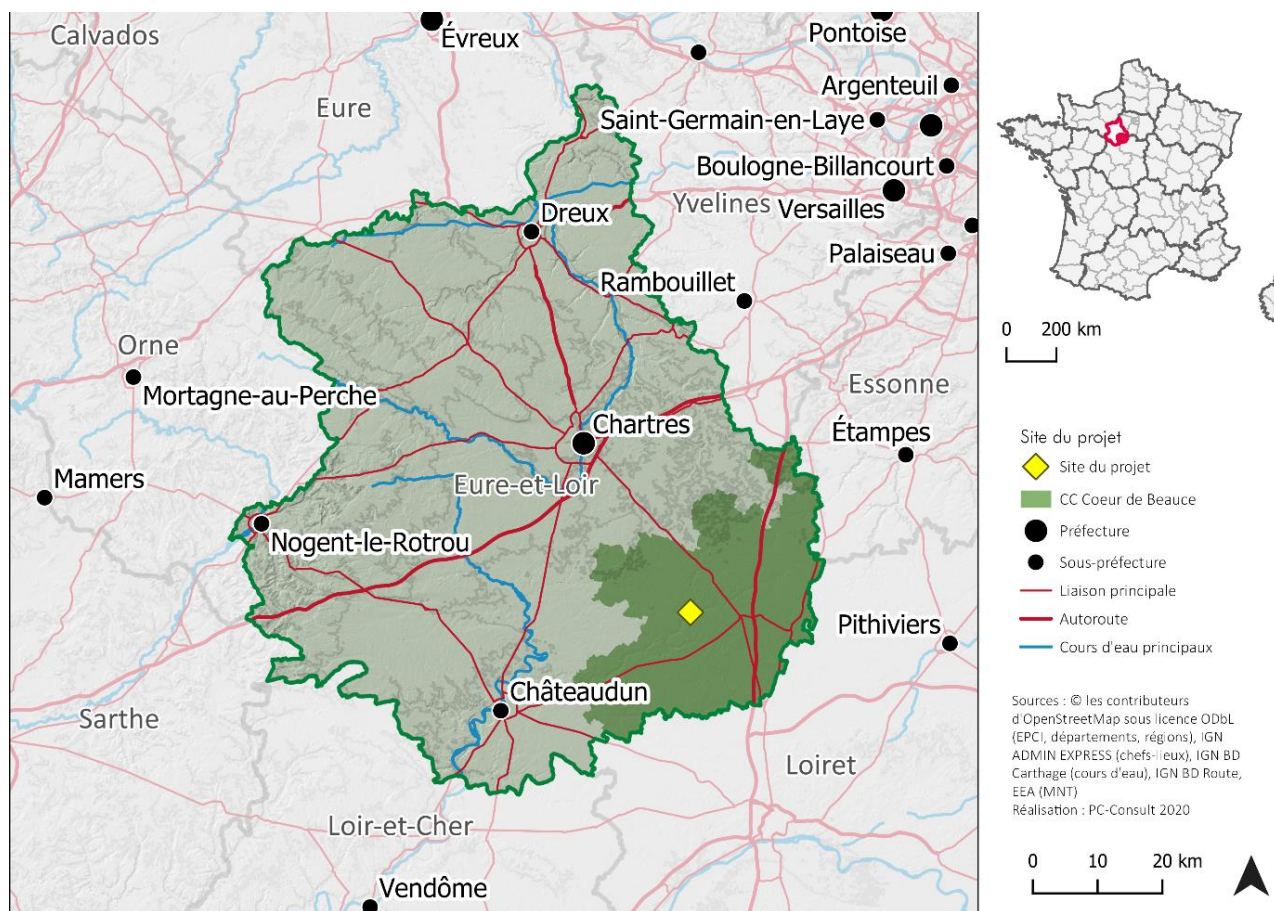 Calvados
Évreux
Pontoise
Eure
Argenteuil
Saint-Germain-en-Laye
Boulogne-Billancourt
Yvelines
Versailles
Dreux
Palaiseau
Rambouillet
Orne
Mortagne-au-Perche
Essonne
Chartres
Étampes
Mamers
Eure-et-Loir
Nogent-le-Rotrou
Pithiviers
Châteaudun
Sarthe
Loiret
Loir-et-Cher
Vendôme
0 200 km
Site du projet
Site du projet
CC Coeur de Beauce
Préfecture
Sous-préfecture
Liaison principale
Autoroute
Cours d'eau principaux
Sources : © les contributeurs
d'OpenStreetMap sous licence ODbL
(EPCI, départements, régions), IGN
ADMIN EXPRESS (chefs-lieux), IGN BD
Carthage (cours d'eau), IGN BD Route,
EEA (MNT)
Réalisation : PC-Consult 2020
0 10 20 km